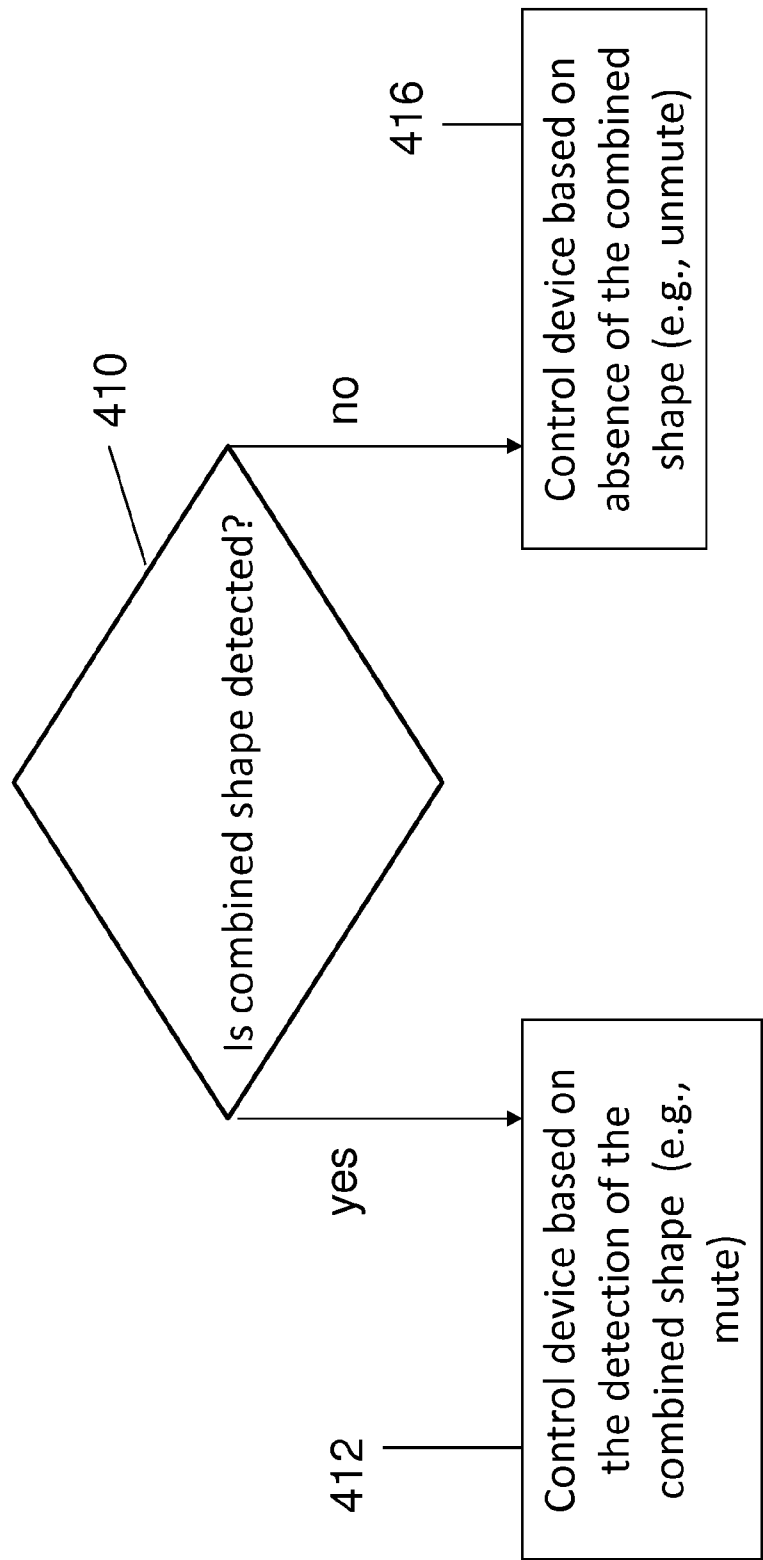 410
Is combined shape detected?
yes
no
412
Control device based on
the detection of the
combined shape (e.g.,
mute)
416
Control device based on
absence of the combined
shape (e.g., unmute)